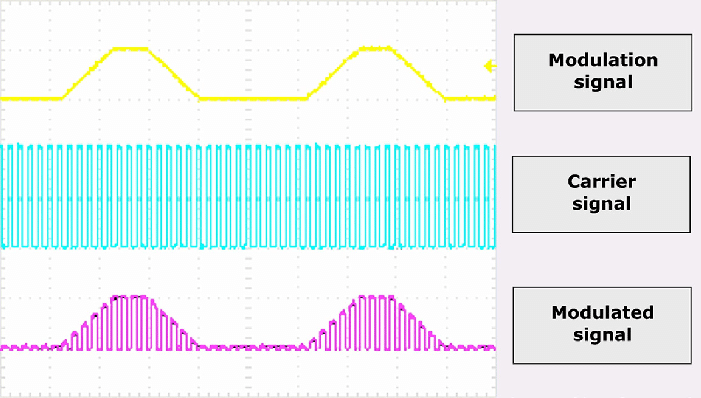 Modulation
signal
Carrier
signal
Modulated
signal